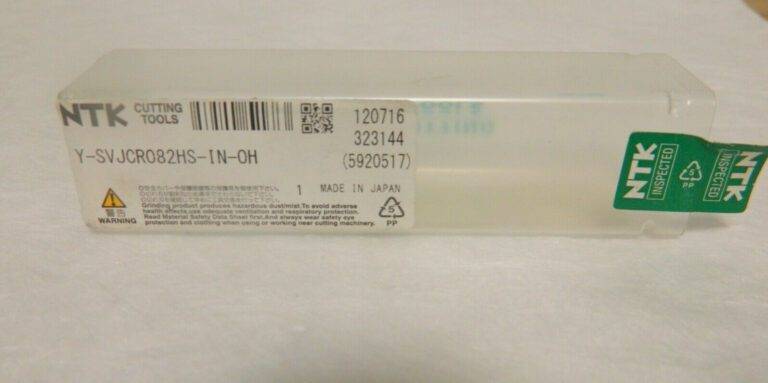 NTK CUTTING TOOLS
120716
323144
Y-SVJCR082HS-IN-OH
(5920517)
警告
WARNING
1 MADE IN JAPAN
Grinding product produces hazardous dust/mist.To avoid adverse
health effects,use adequate ventilation and respiratory protection.
Read Material Safety Data Sheet first.And always wear safety eye
protection and clothing when using or working near cutting machinery.
5
PP
NTK INSPECTED
PP
NTK INSPECTED